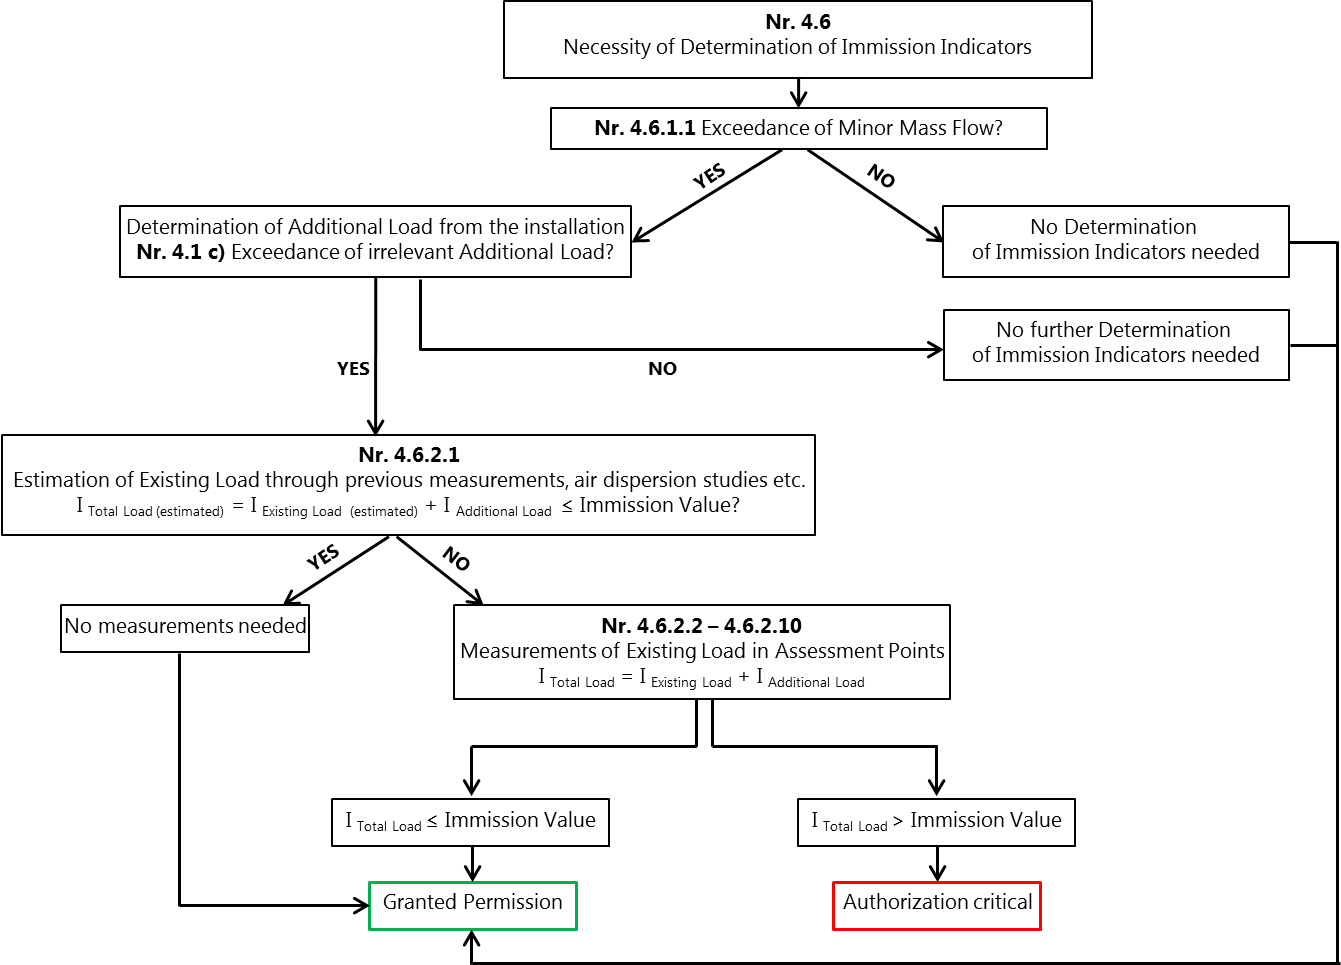 Nr. 4.6
Necessity of Determination of Immission Indicators
Nr. 4.6.1.1 Exceedance of Minor Mass Flow?
YES
NO
Determination of Additional Load from the installation
Nr. 4.1 c) Exceedance of irrelevant Additional Load?
No Determination
of Immission Indicators needed
No further Determination
of Immission Indicators needed
YES
NO
Nr. 4.6.2.1
Estimation of Existing Load through previous measurements, air dispersion studies etc.
I Total Load (estimated) = I Existing Load (estimated) + I Additional Load ≤ Immission Value?
YES
NO
No measurements needed
Nr. 4.6.2.2 – 4.6.2.10
Measurements of Existing Load in Assessment Points
I Total Load = I Existing Load + I Additional Load
I Total Load ≤ Immission Value
I Total Load > Immission Value
Granted Permission
Authorization critical